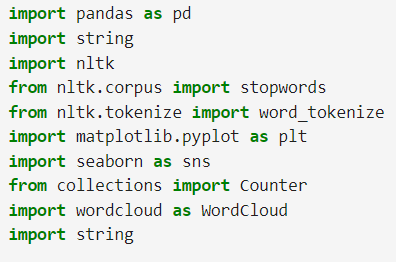 import pandas as pd
import string
import nltk
from nltk.corpus import stopwords
from nltk.tokenize import word_tokenize
import matplotlib.pyplot as plt
import seaborn as sns
from collections import Counter
import wordcloud as WordCloud
import string